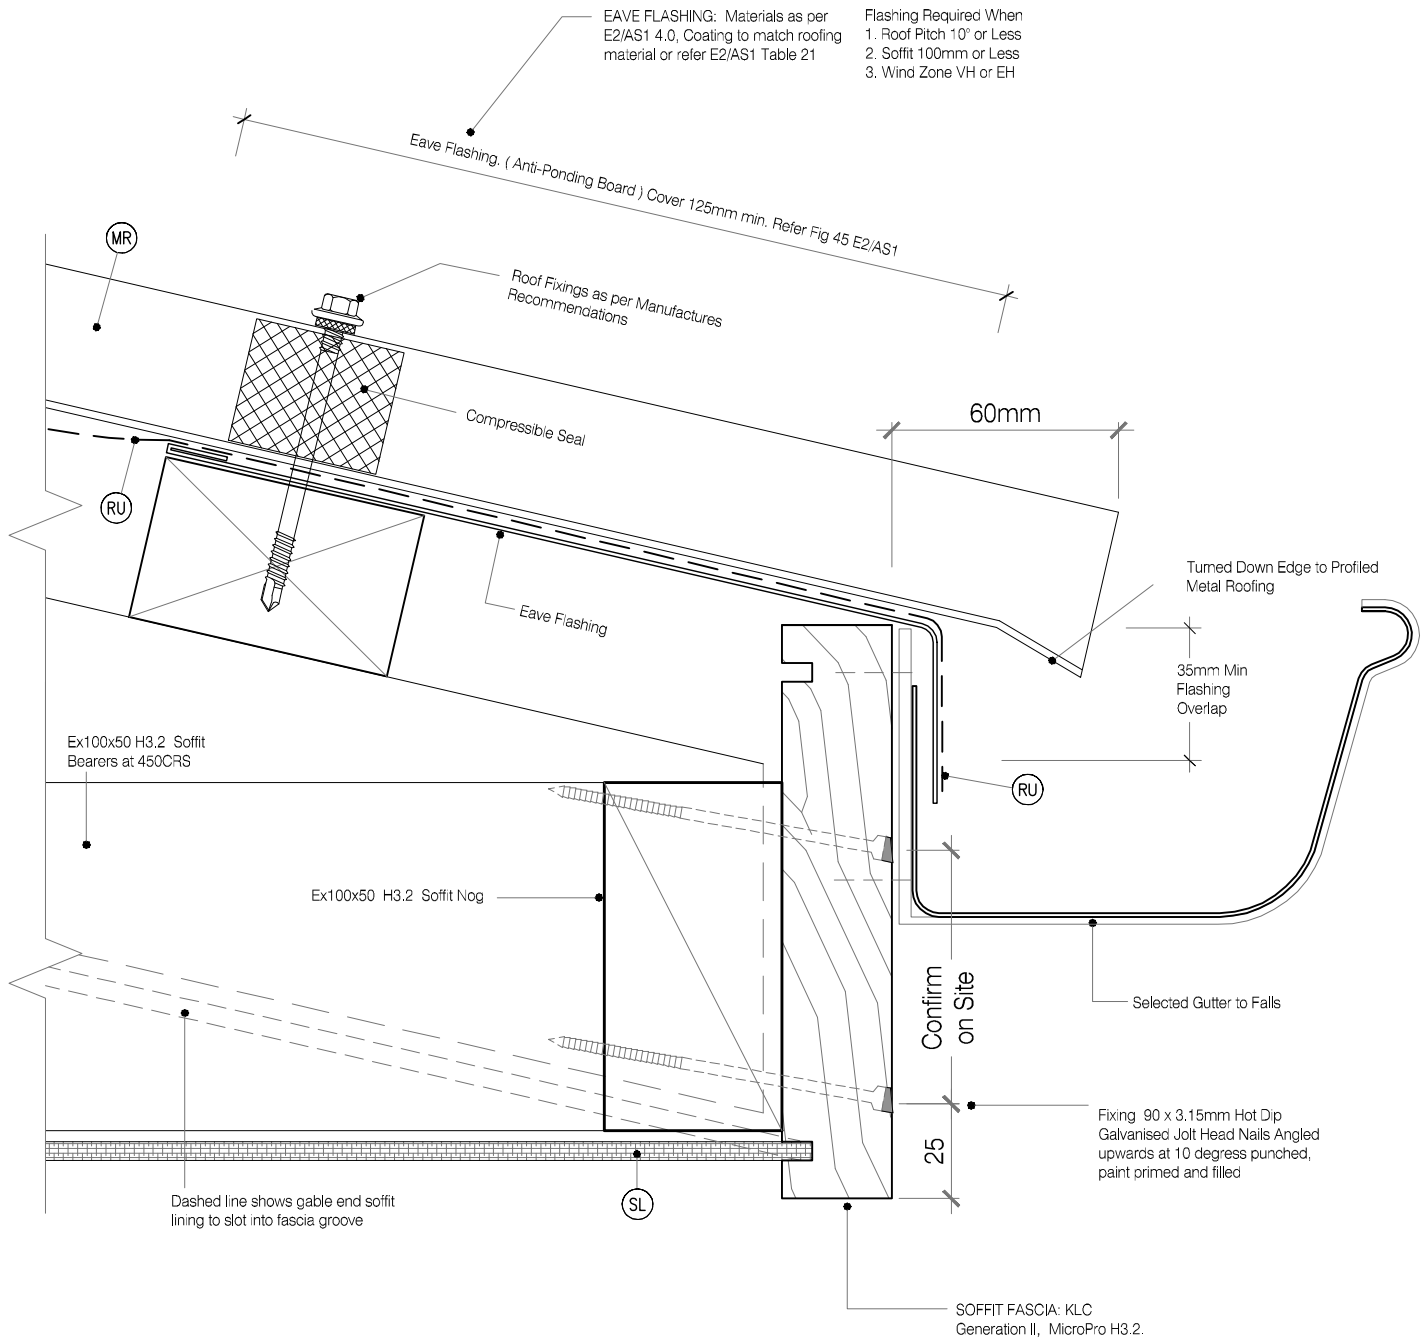 EAVE FLASHING: Materials as per
E2/AS1 4.0, Coating to match roofing
material or refer E2/AS1 Table 21
Flashing Required When
1. Roof Pitch 10° or Less
2. Soffit 100mm or Less
3. Wind Zone VH or EH
Eave Flashing. ( Anti-Ponding Board ) Cover 125mm min. Refer Fig 45 E2/AS1
MR
Roof Fixings as per Manufactures
Recommendations
Compressible Seal
60mm
RU
Eave Flashing
Turned Down Edge to Profiled
Metal Roofing
35mm Min
Flashing
Overlap
Ex100x50 H3.2 Soffit
Bearers at 450CRS
RU
Ex100x50 H3.2 Soffit Nog
Confirm
on Site
Selected Gutter to Falls
25
Fixing 90 x 3.15mm Hot Dip
Galvanised Jolt Head Nails Angled
upwards at 10 degress punched,
paint primed and filled
Dashed line shows gable end soffit
lining to slot into fascia groove
SL
SOFFIT FASCIA: KLC
Generation II, MicroPro H3.2.